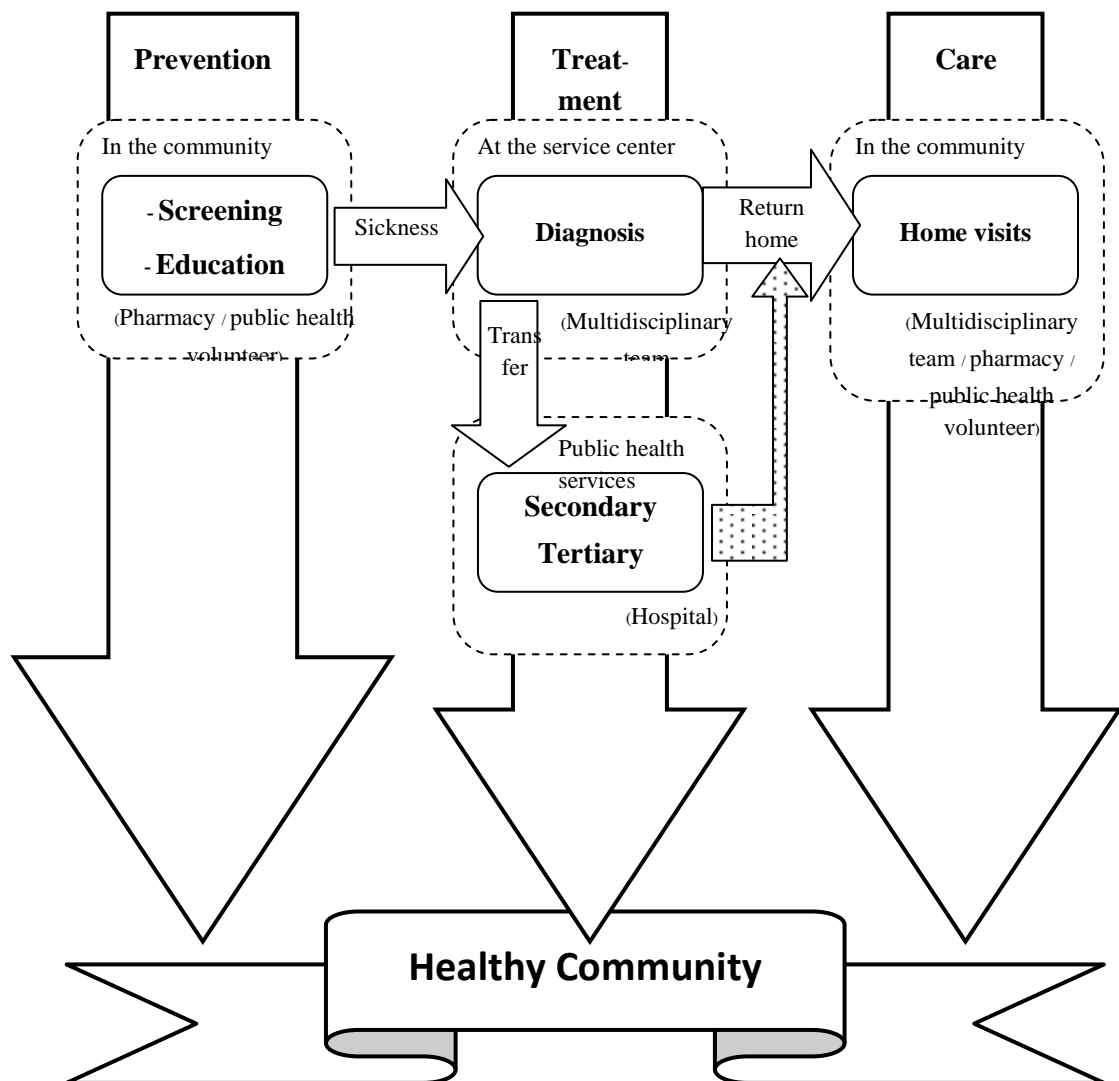 Prevention
In the community
- Screening
- Education
(Pharmacy / public health
volunteer)
Sickness
Treat-
ment
At the service center
Diagnosis
(Multidisciplinary
team
Trans
fer
Public health
services
Secondary
Tertiary
(Hospital)
Return
home
Care
In the community
Home visits
(Multidisciplinary
team / pharmacy /
public health
volunteer)
Healthy Community